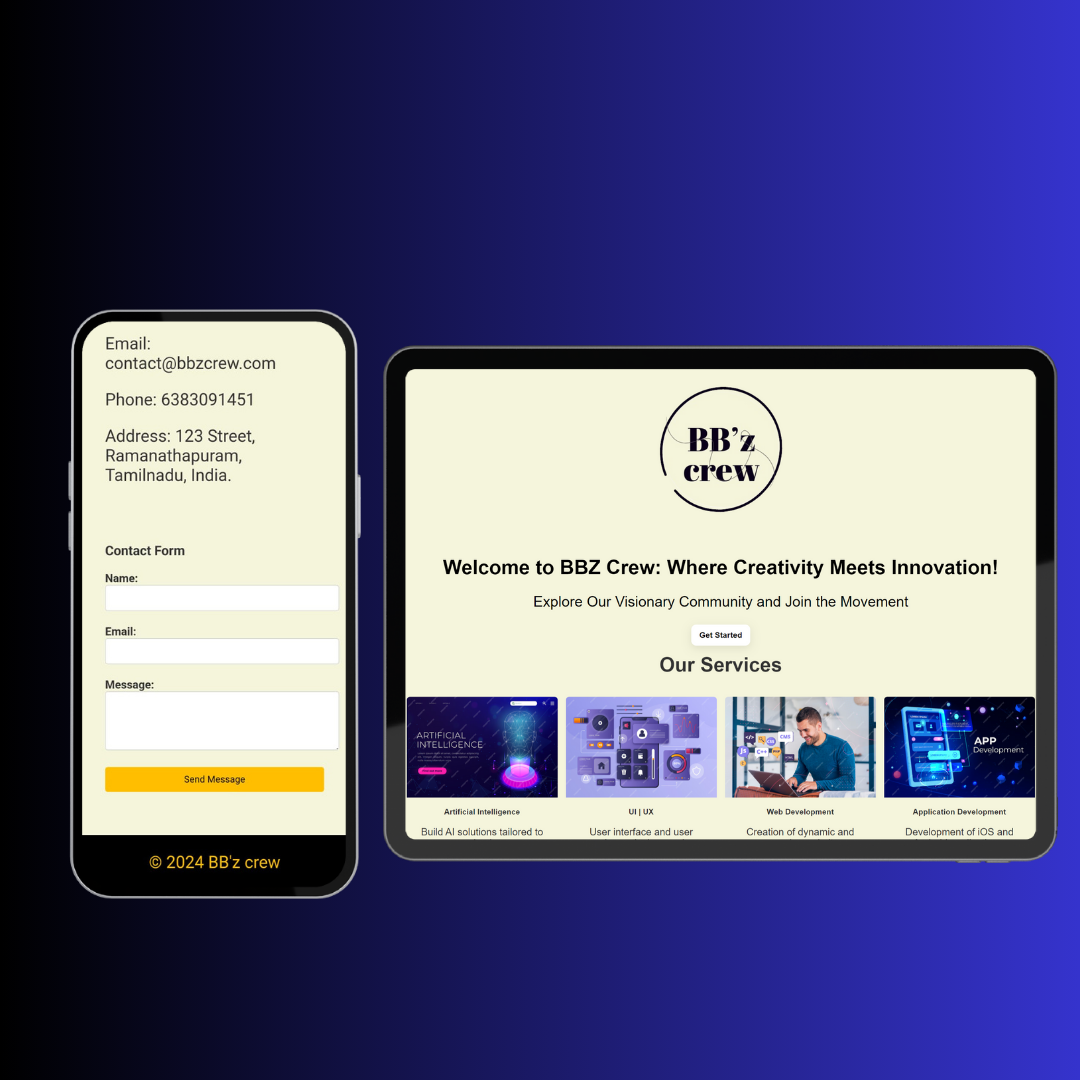 Email:
contact@bbzcrew.com
Phone: 6383091451
Address: 123 Street,
Ramanathapuram,
Tamilnadu, India.
Contact Form
Name:
Email:
Message:
Send Message
© 2024 BB'z crew
BB’z
crew
Welcome to BBZ Crew: Where Creativity Meets Innovation!
Explore Our Visionary Community and Join the Movement
Get Started
Our Services
ARTIFICIAL
INTELLIGENCE
</>
CMS
JS
C++
PHP
APP
Development
Artificial Intelligence
UI | UX
Web Development
Application Development
Build AI solutions tailored to
User interface and user
Creation of dynamic and
Development of iOS and